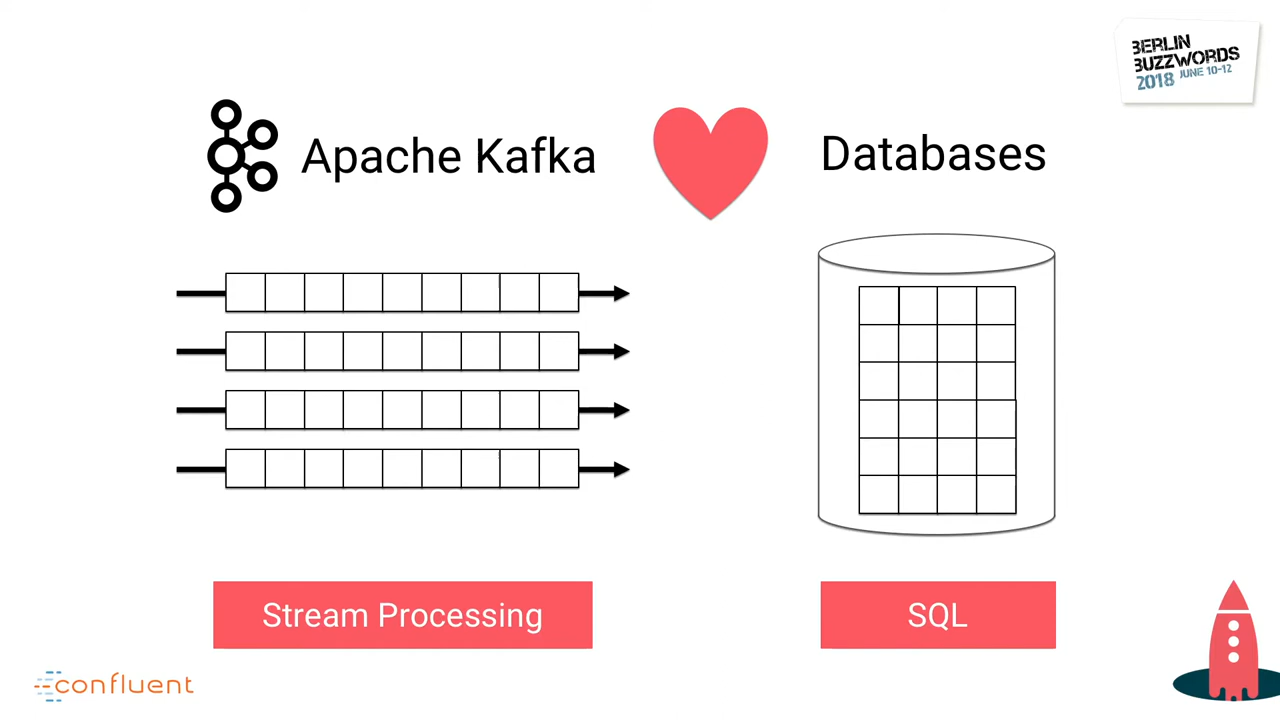 BERLIN
BUZZWORDS
2018 JUNE 10-12
Apache Kafka
Databases
Stream Processing
SQL
confluent